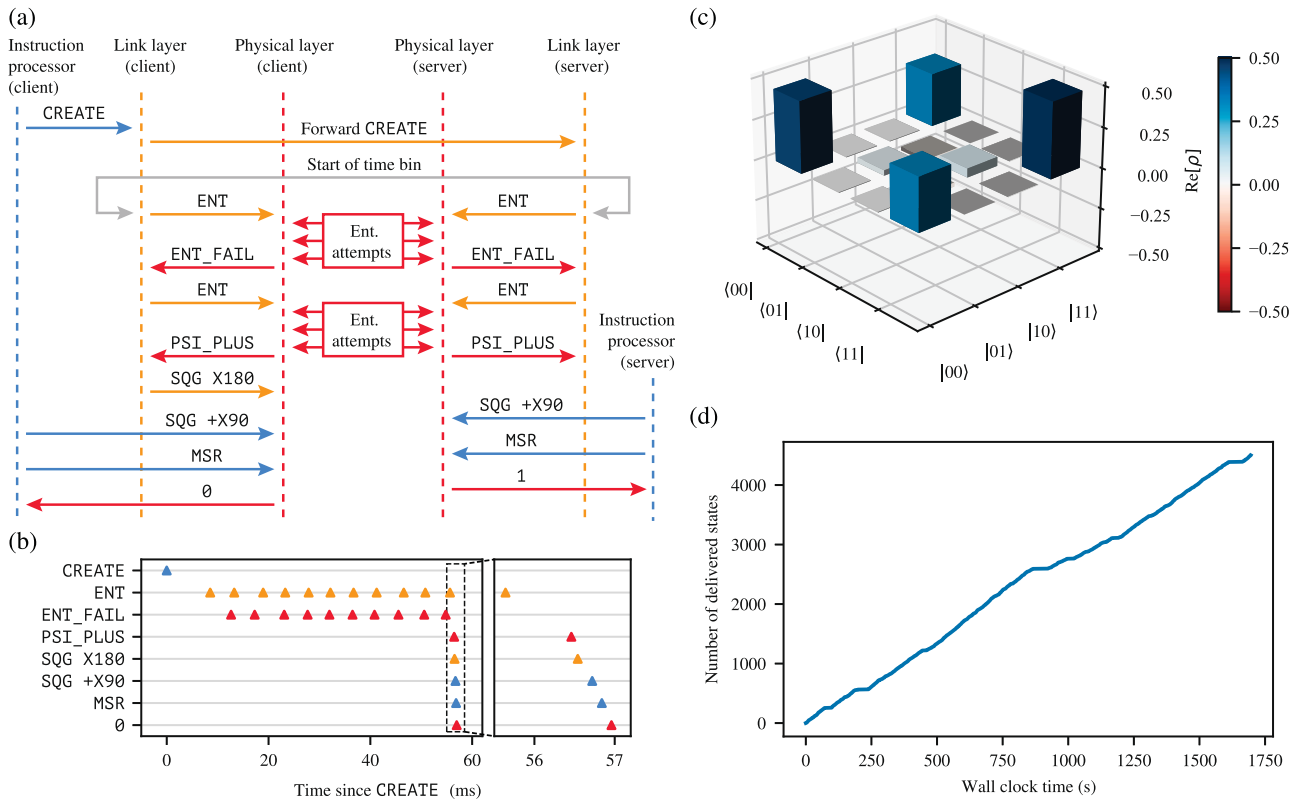 (a)
Instruction
processor
(client)
Link layer
(client)
Physical layer
(client)
Physical layer
(server)
Link layer
(server)
CREATE
Forward CREATE
Start of time bin
ENT
ENT
Ent.
attempts
ENT_FAIL
ENT_FAIL
ENT
ENT
Ent.
attempts
Instruction
processor
(server)
PSI_PLUS
PSI_PLUS
SQG X180
SQG +X90
SQG +X90
MSR
MSR
0
1
(b)
CREATE
ENT
ENT_FAIL
PSI_PLUS
SQG X180
SQG +X90
MSR
0
0
20
40
60
56
57
Time since CREATE (ms)
(c)
0.50
0.25
0.00
−0.25
−0.50
Re[ρ]
0.50
0.25
0.00
−0.25
−0.50
⟨00|
⟨01|
⟨10|
⟨11|
|00⟩
|01⟩
|10⟩
|11⟩
(d)
Number of delivered states
4000
3000
2000
1000
0
0
250
500
750
1000
1250
1500
1750
Wall clock time (s)